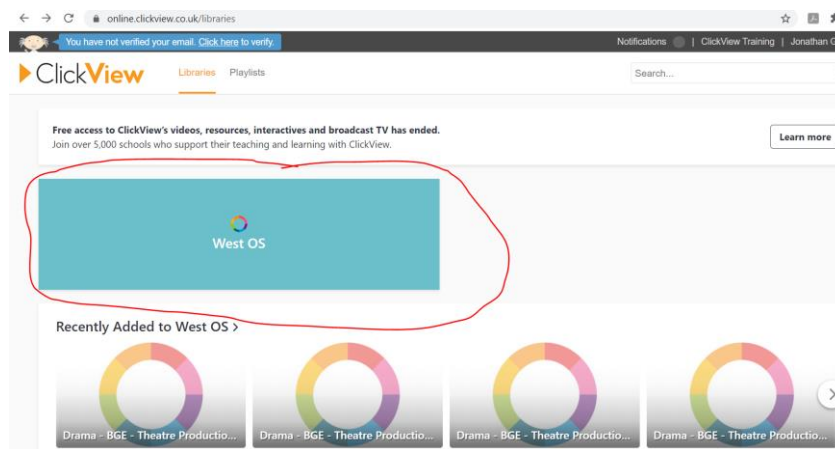 online.clickview.co.uk/libraries
You have not verified your email. Click here to verify.
Notifications | ClickView Training | Jonathan G
ClickView
Libraries Playlists
Search...
Free access to ClickView's videos, resources, interactives and broadcast TV has ended.
Join over 5,000 schools who support their teaching and learning with ClickView.
Learn more
West OS
Recently Added to West OS >
Drama - BGE - Theatre Productio... Drama - BGE - Theatre Productio... Drama - BGE - Theatre Productio... Drama - BGE - Theatre Productio...